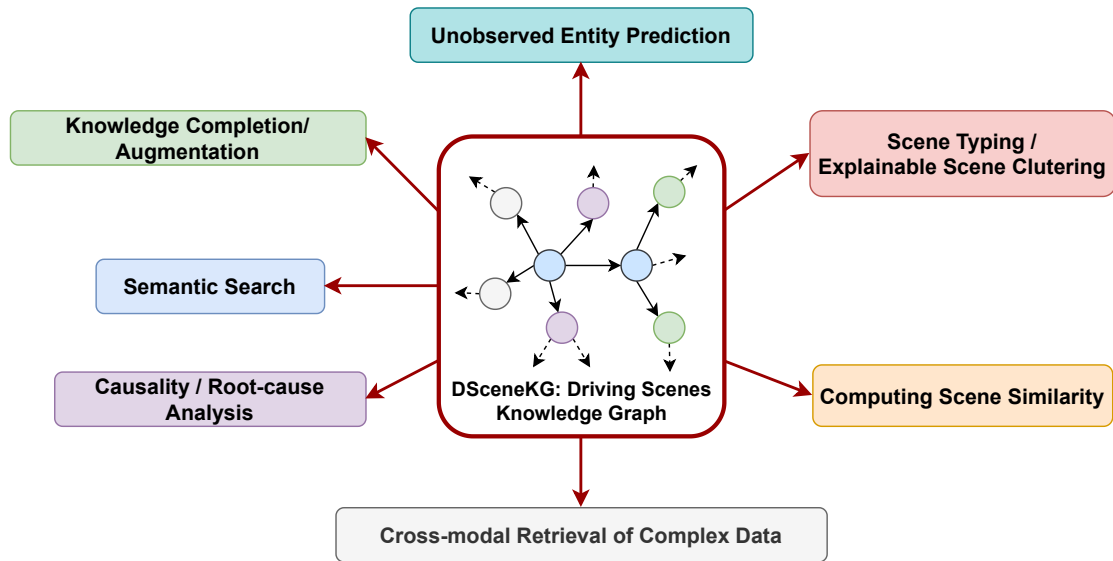 Unobserved Entity Prediction
Knowledge Completion/
Augmentation
Scene Typing /
Explainable Scene Clutering
Semantic Search
Causality / Root-cause
Analysis
DSceneKG: Driving Scenes
Knowledge Graph
Computing Scene Similarity
Cross-modal Retrieval of Complex Data